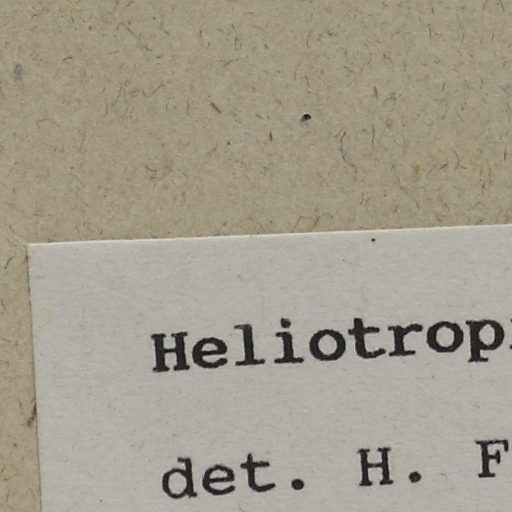 Heliotrop
det. H. F